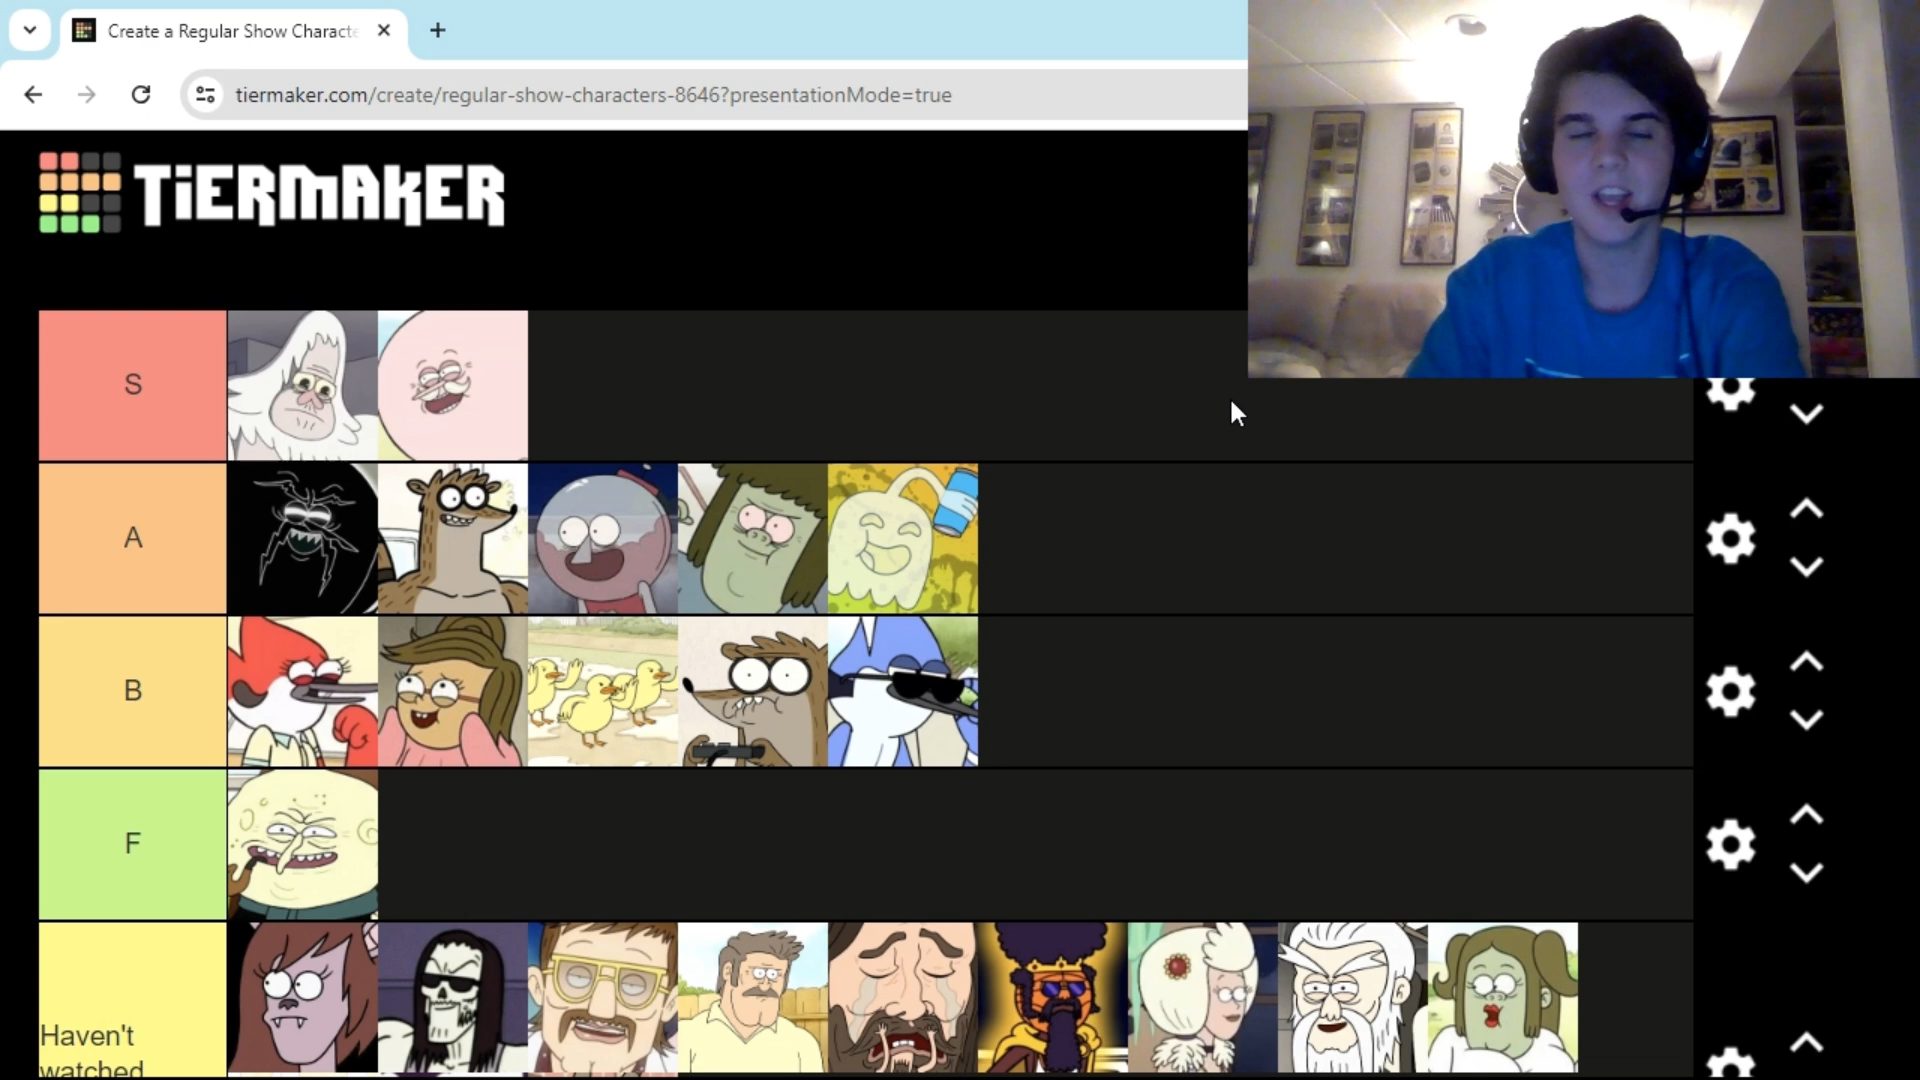 Create a Regular Show Characte
tiermaker.com/create/regular-show-characters-8646?presentationMode=true
TiERMAKER
S
A
B
F
Haven't
watched